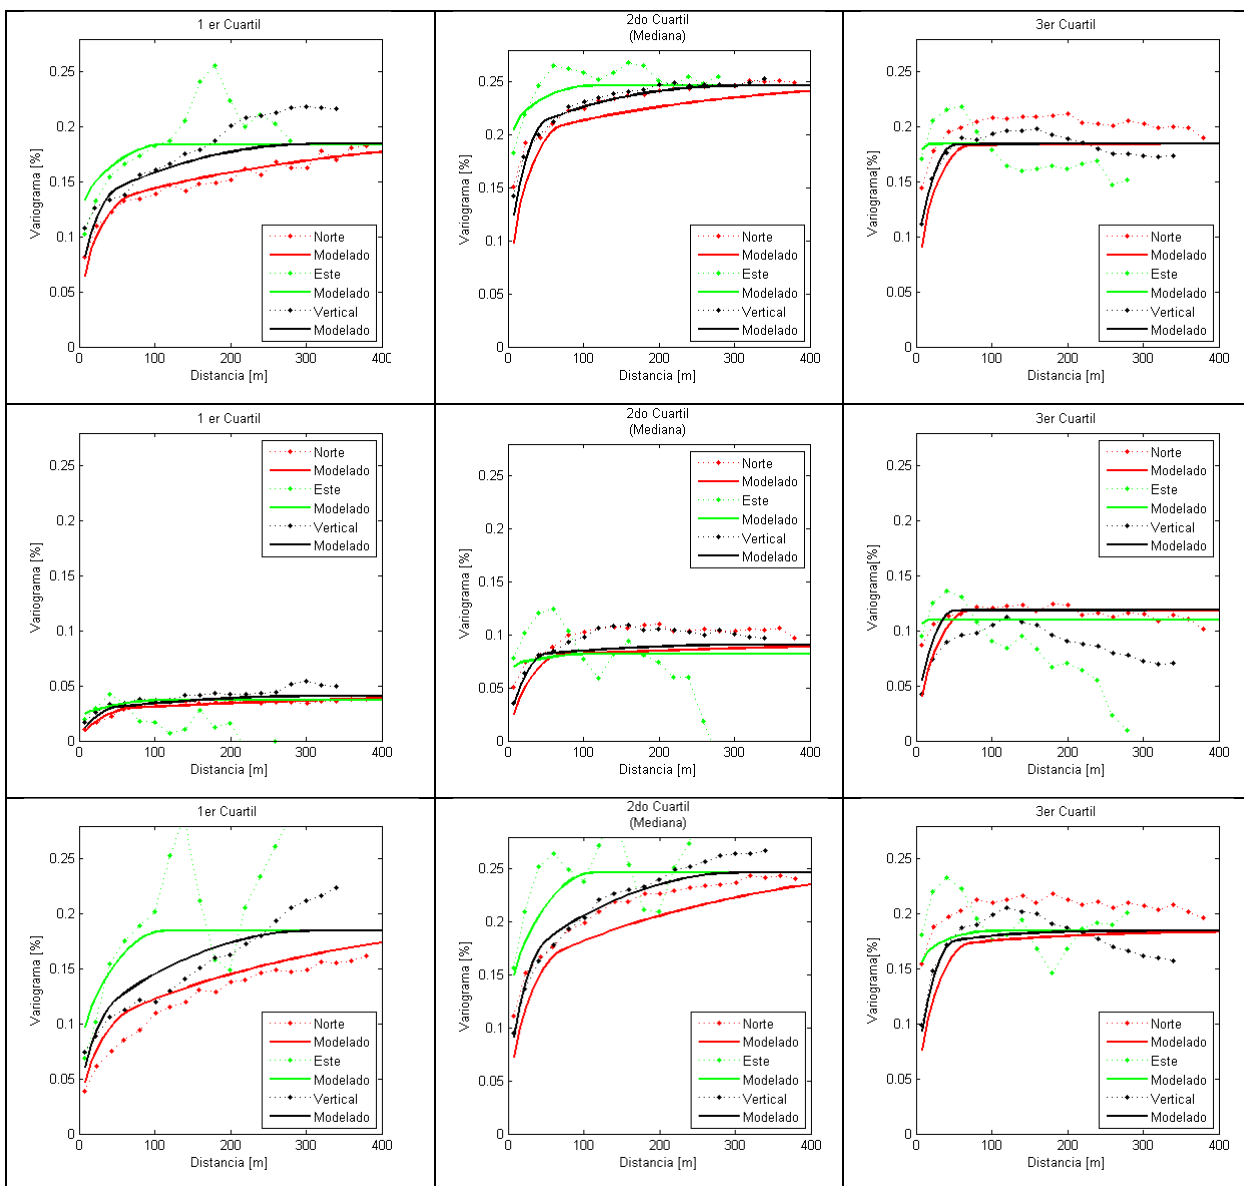 1 er Cuartil
Variograma [%]
0.25
0.2
0.15
0.1
0.05
0
0 100 200 300 400
Distancia [m]
Norte
Modelado
Este
Modelado
Vertical
Modelado
2do Cuartil
(Mediana)
Variograma [%]
0.25
0.2
0.15
0.1
0.05
0
0 100 200 300 400
Distancia [m]
Norte
Modelado
Este
Modelado
Vertical
Modelado
3er Cuartil
Variograma[%]
0.25
0.2
0.15
0.1
0.05
0
0 100 200 300 400
Distancia [m]
Norte
Modelado
Este
Modelado
Vertical
Modelado
1 er Cuartil
Variograma [%]
0.25
0.2
0.15
0.1
0.05
0
0 100 200 300 400
Distancia [m]
Norte
Modelado
Este
Modelado
Vertical
Modelado
2do Cuartil
(Mediana)
Variograma [%]
0.25
0.2
0.15
0.1
0.05
0
0 100 200 300 400
Distancia [m]
Norte
Modelado
Este
Modelado
Vertical
Modelado
3er Cuartil
Variograma[%]
0.25
0.2
0.15
0.1
0.05
0
0 100 200 300 400
Distancia [m]
Norte
Modelado
Este
Modelado
Vertical
Modelado
1er Cuartil
Variograma [%]
0.25
0.2
0.15
0.1
0.05
0
0 100 200 300 400
Distancia [m]
Norte
Modelado
Este
Modelado
Vertical
Modelado
2do Cuartil
(Mediana)
Variograma [%]
0.25
0.2
0.15
0.1
0.05
0
0 100 200 300 400
Distancia [m]
Norte
Modelado
Este
Modelado
Vertical
Modelado
3er Cuartil
Variograma [%]
0.25
0.2
0.15
0.1
0.05
0
0 100 200 300 400
Distancia [m]
Norte
Modelado
Este
Modelado
Vertical
Modelado